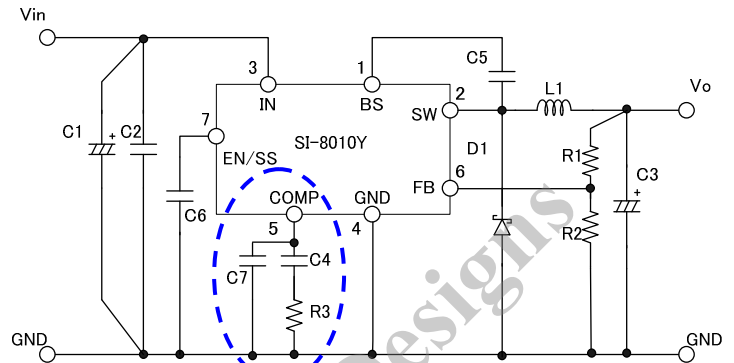 Vin
3
1
C5
IN
BS
2
L1
Vo
SW
7
SI-8010Y
C1
+
C2
D1
R1
EN/SS
6
FB
C3
+
COMP
GND
C6
5
4
R2
C7
C4
R3
GND
GND
Designs